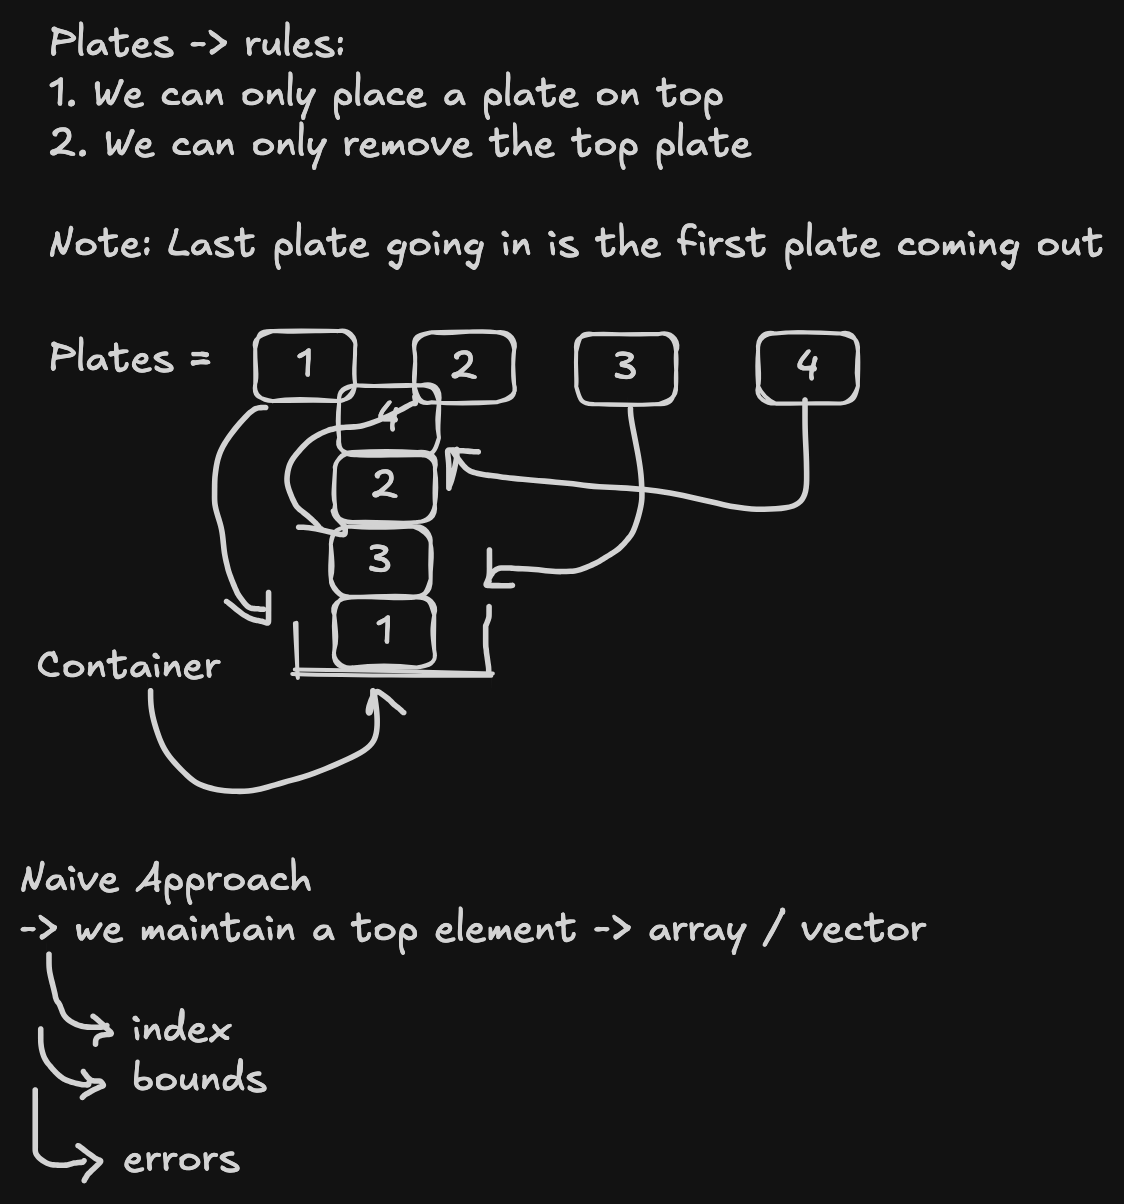 Plates -> rules:
1. We can only place a plate on top
2. We can only remove the top plate
Note: Last plate going in is the first plate coming out
Plates = 1 2 3 4
4
2
3
1
Container
Naive Approach
-> we maintain a top element -> array / vector
index
bounds
errors